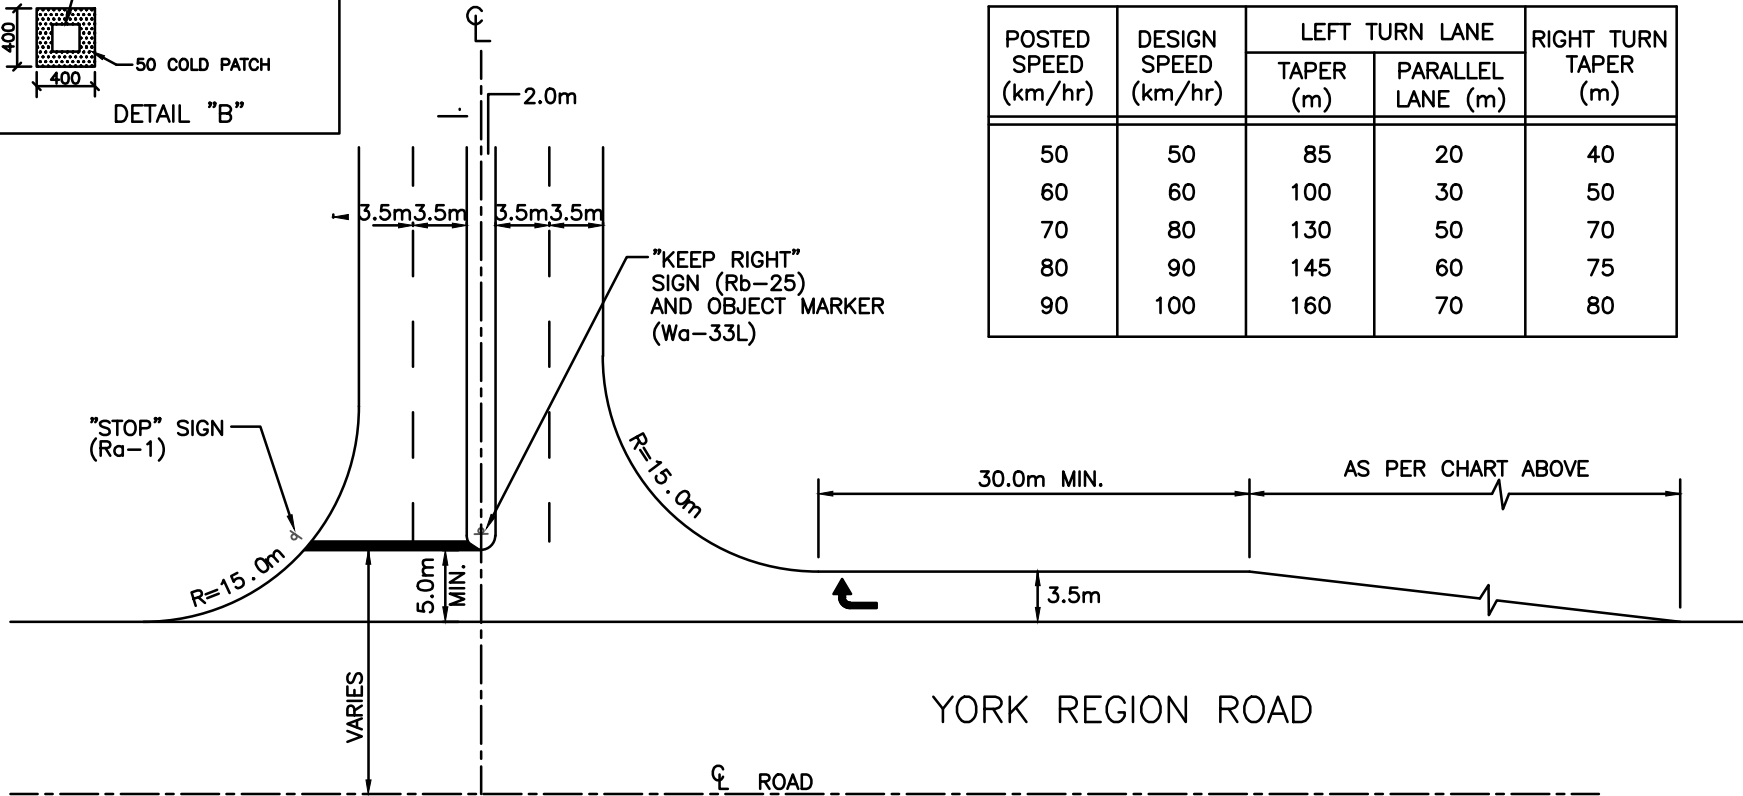 400
400
50 COLD PATCH
DETAIL "B"
℄
2.0m
3.5m 3.5m 3.5m 3.5m
"KEEP RIGHT"
SIGN (Rb-25)
AND OBJECT MARKER
(Wa-33L)
"STOP" SIGN
(Ra-1)
R=15.0m
R=15.0m
5.0m
MIN.
VARIES
POSTED SPEED (km/hr) DESIGN SPEED (km/hr) LEFT TURN LANE RIGHT TURN TAPER (m)
TAPER (m) PARALLEL LANE (m)
50 50 85 20 40
60 60 100 30 50
70 80 130 50 70
80 90 145 60 75
90 100 160 70 80
30.0m MIN.
AS PER CHART ABOVE
3.5m
YORK REGION ROAD
℄ ROAD